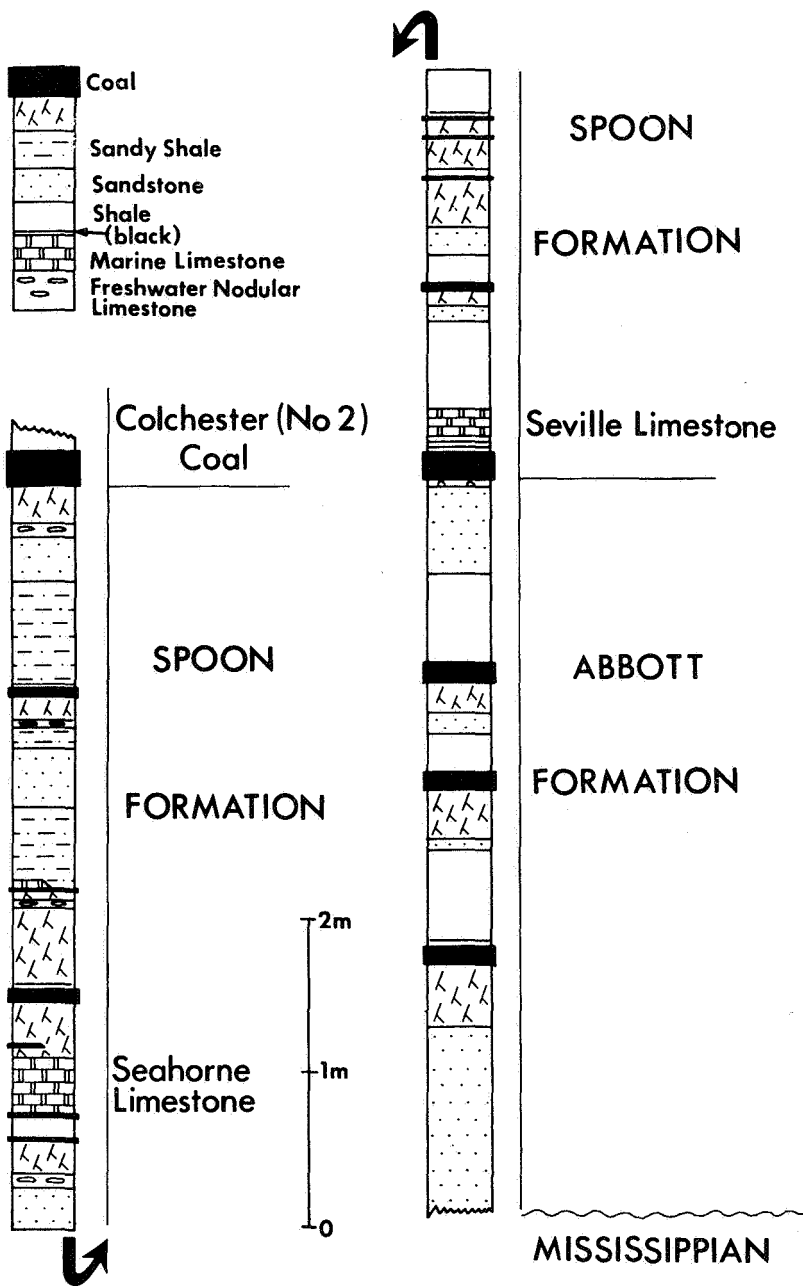 Coal
Sandy Shale
Sandstone
Shale
(black)
Marine Limestone
Freshwater Nodular
Limestone
Colchester (No 2)
Coal
SPOON
FORMATION
2m
1m
Seahorne
Limestone
0
SPOON
FORMATION
Seville Limestone
ABBOTT
FORMATION
MISSISSIPPIAN